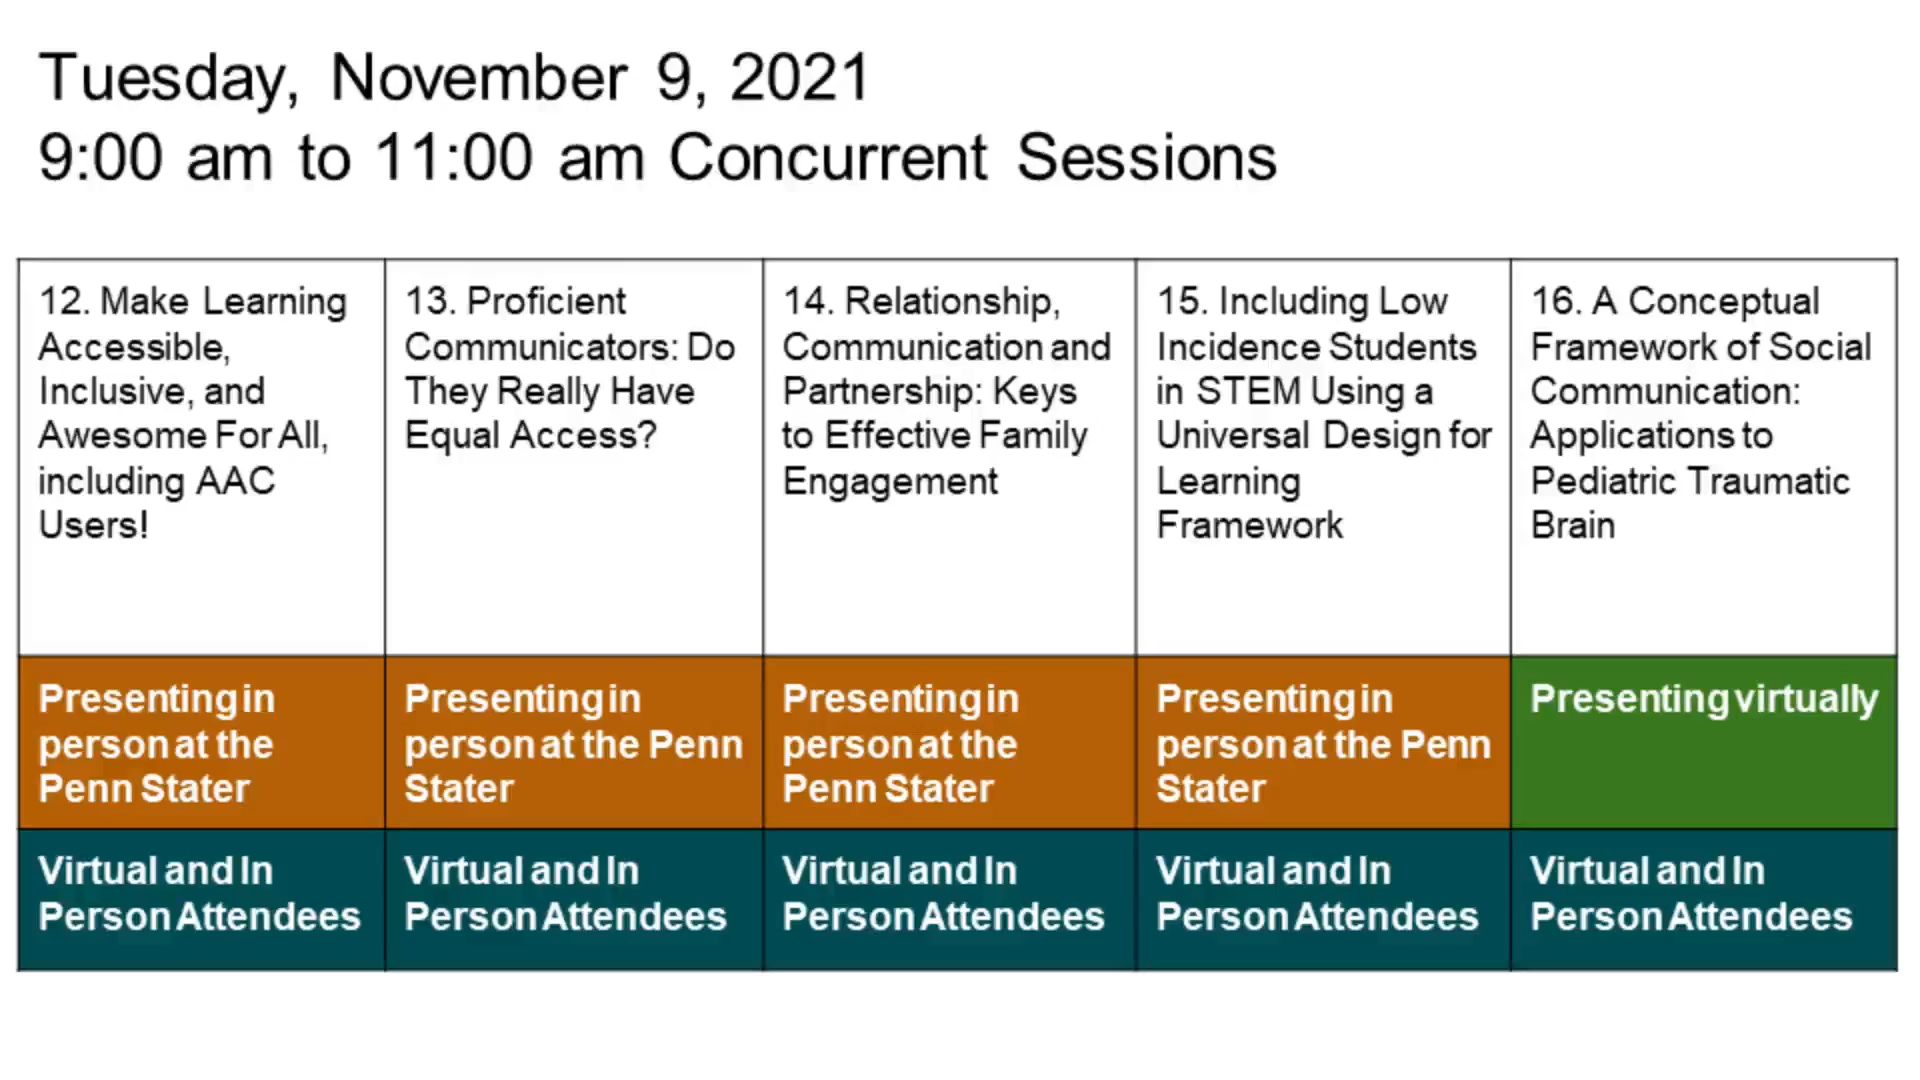 Tuesday, November 9, 2021
9:00 am to 11:00 am Concurrent Sessions
12. Make Learning
Accessible,
Inclusive, and
Awesome For All,
including AAC
Users!
13. Proficient
Communicators: Do
They Really Have
Equal Access?
14. Relationship,
Communication and
Partnership: Keys
to Effective Family
Engagement
15. Including Low
Incidence Students
in STEM Using a
Universal Design for
Learning
Framework
16. A Conceptual
Framework of Social
Communication:
Applications to
Pediatric Traumatic
Brain
Presenting in
person at the
Penn Stater
Presenting in
person at the Penn
Stater
Presenting in
person at the
Penn Stater
Presenting in
person at the Penn
Stater
Presenting virtually
Virtual and In
Person Attendees
Virtual and In
Person Attendees
Virtual and In
Person Attendees
Virtual and In
Person Attendees
Virtual and In
Person Attendees